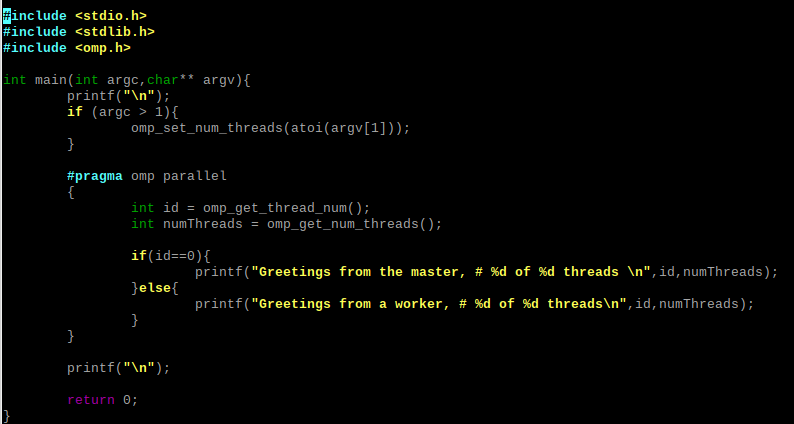 #include <stdio.h>
#include <stdlib.h>
#include <omp.h>

int main(int argc,char** argv){
        printf("\n");
        if (argc > 1){
                omp_set_num_threads(atoi(argv[1]));
        }

        #pragma omp parallel
        {
                int id = omp_get_thread_num();
                int numThreads = omp_get_num_threads();

                if(id==0){
                        printf("Greetings from the master, # %d of %d threads \n",id,numThreads);
                }else{
                        printf("Greetings from a worker, # %d of %d threads\n",id,numThreads);
                }
        }

        printf("\n");

        return 0;
}